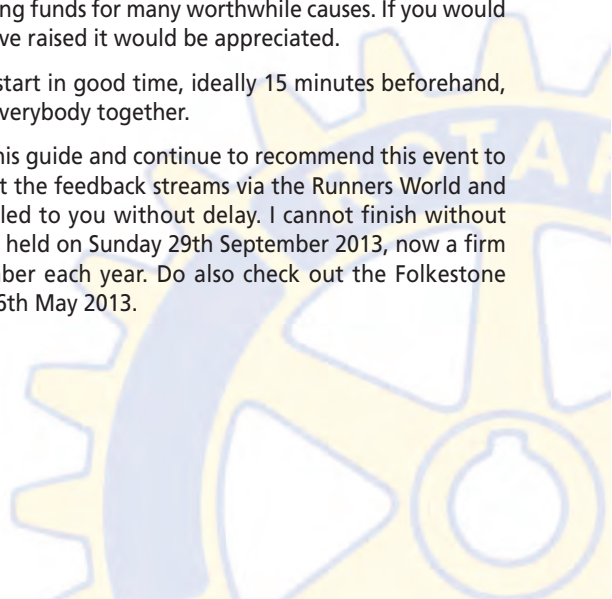 ng funds for many worthwhile causes. If you would
ve raised it would be appreciated.
start in good time, ideally 15 minutes beforehand,
verybody together.
his guide and continue to recommend this event to
t the feedback streams via the Runners World and
led to you without delay. I cannot finish without
held on Sunday 29th September 2013, now a firm
ber each year. Do also check out the Folkestone
6th May 2013.
ROTA